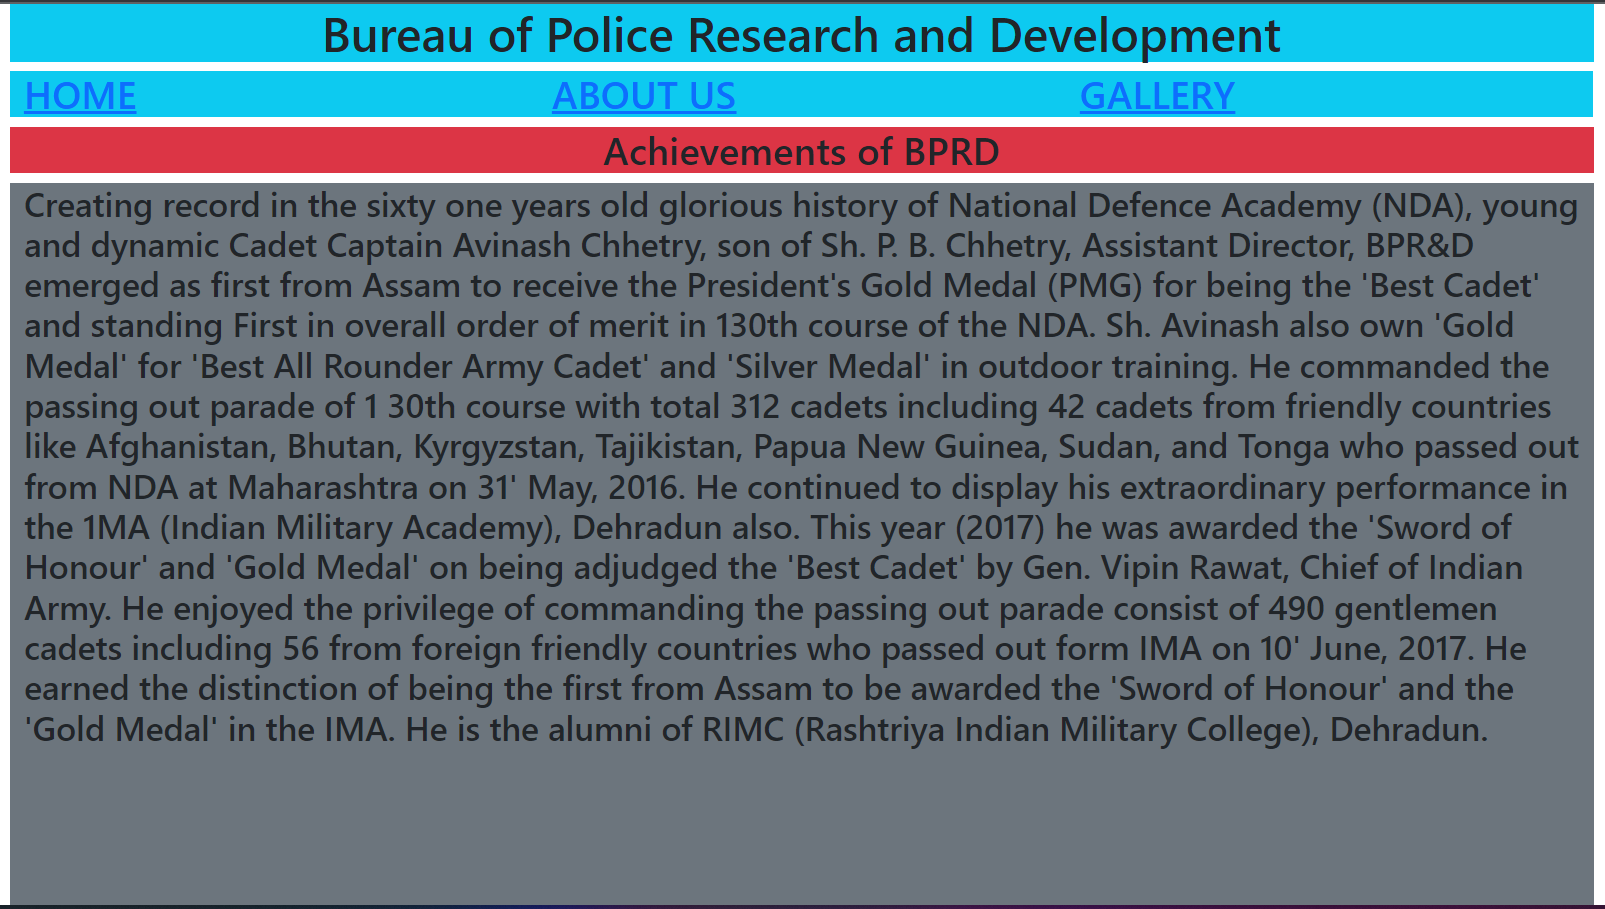 Bureau of Police Research and Development
HOME ABOUT US GALLERY
Achievements of BPRD
Creating record in the sixty one years old glorious history of National Defence Academy (NDA), young
and dynamic Cadet Captain Avinash Chhetry, son of Sh. P. B. Chhetry, Assistant Director, BPR&D
emerged as first from Assam to receive the President's Gold Medal (PMG) for being the 'Best Cadet'
and standing First in overall order of merit in 130th course of the NDA. Sh. Avinash also own 'Gold
Medal' for 'Best All Rounder Army Cadet' and 'Silver Medal' in outdoor training. He commanded the
passing out parade of 1 30th course with total 312 cadets including 42 cadets from friendly countries
like Afghanistan, Bhutan, Kyrgyzstan, Tajikistan, Papua New Guinea, Sudan, and Tonga who passed out
from NDA at Maharashtra on 31' May, 2016. He continued to display his extraordinary performance in
the 1MA (Indian Military Academy), Dehradun also. This year (2017) he was awarded the 'Sword of
Honour' and 'Gold Medal' on being adjudged the 'Best Cadet' by Gen. Vipin Rawat, Chief of Indian
Army. He enjoyed the privilege of commanding the passing out parade consist of 490 gentlemen
cadets including 56 from foreign friendly countries who passed out form IMA on 10' June, 2017. He
earned the distinction of being the first from Assam to be awarded the 'Sword of Honour' and the
'Gold Medal' in the IMA. He is the alumni of RIMC (Rashtriya Indian Military College), Dehradun.